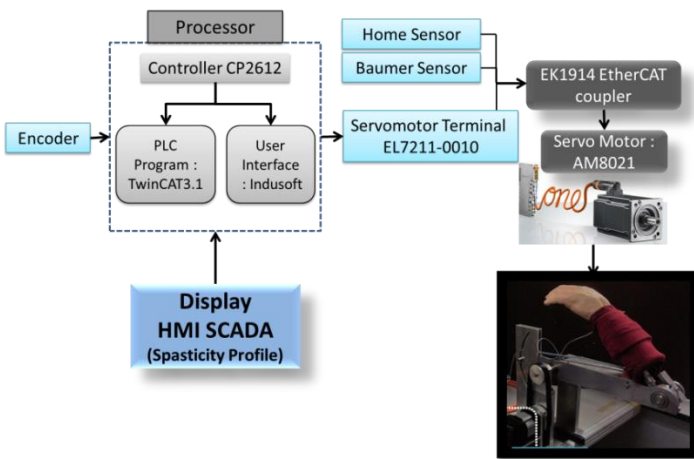 Processor
Controller CP2612
PLC
Program :
TwinCAT3.1
User
Interface
: Indusoft
Encoder
Home Sensor
Baumer Sensor
Servomotor Terminal
EL7211-0010
EK1914 EtherCAT
coupler
Servo Motor :
AM8021
one
Display
HMI SCADA
(Spasticity Profile)